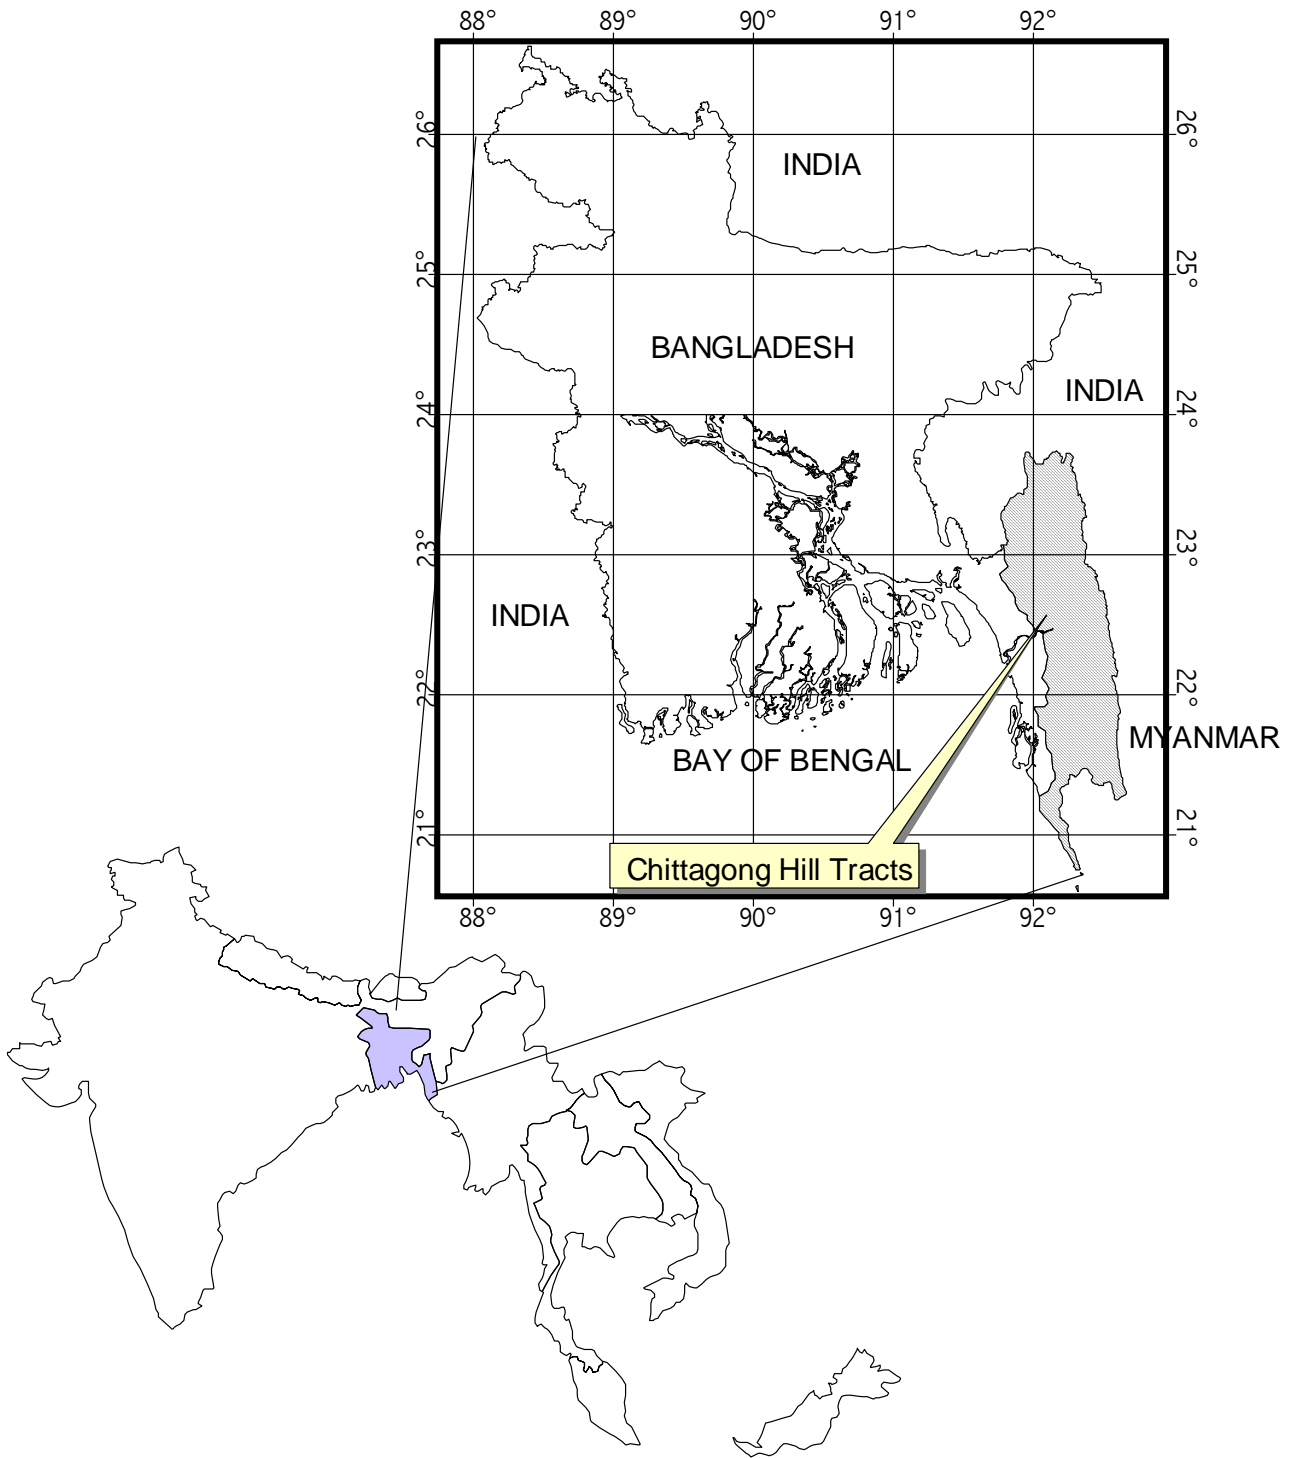 88° 89° 90° 91° 92°
26° 26°
INDIA
25° 25°
BANGLADESH
INDIA
24° 24°
23° 23°
INDIA
22° 22°
MYANMAR
BAY OF BENGAL
21° 21°
Chittagong Hill Tracts
88° 89° 90° 91° 92°